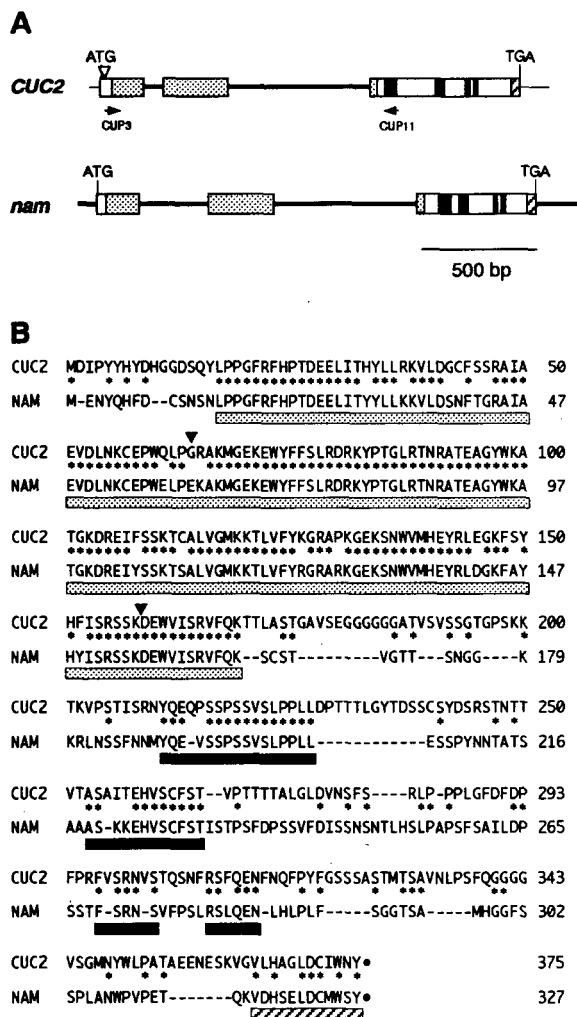 A
ATG
TGA
CUC2
CUP3
CUP11
ATG
TGA
nam
500 bp
B
CUC2 MDIPYYHYDHGGDSQYLPPGFRFHPTDEELITHYLLRKVLDGCFSSRAIA 50
NAM M-ENYQHFD--CSNSNLPPGFRFHPTDEELITYYLLKKVLDSNFTGRAIA 47
CUC2 EVDLNKCEPWQLPGRAKMGEKEWYFFSLRDRKYPTGLRTNRATEAGYWKA 100
NAM EVDLNKCEPWELPEKAKMGEKEWYFFSLRDRKYPTGLRTNRATEAGYWKA 97
CUC2 TGKDREIFSSKTCALVGMKKTLVFYKGRAPKGEKSNWVMHEYRLEGKFSY 150
NAM TGKDREIYSSKTSALVGMKKTLVFYRGRARKGEKSNWVMHEYRLDGKFAY 147
CUC2 HFISRSSKDEWVISRVFQKTTLASTGAVSEGGGGGGATVSVSSGTGPSKK 200
NAM HYISRSSKDEWVISRVFQK--SCST--------VGTT---SNGG----K 179
CUC2 TKVPSTISRNYQEQPSSPSSVSLPPLLDPTTTLGYTDSSCSYDSRSTNTT 250
NAM KRLNSSFNNMYQE-VSSPSSVSLPPLL------------ESSPYNNTATS 216
CUC2 VTASAITEHVSCFST--VPTTTTALGLDVNSFS----RLP-PPLGFDFDP 293
NAM AAAS-KKEHVSCFSTISTPSFDPSSVFDISSNSNTLHSLPAPSFSAILDP 265
CUC2 FPRFVSRNVSTQSNFRSFQENFNQFPYFGSSSASTMTSAVNLPSFQGGGG 343
NAM SSTF-SRN-SVFPSLRSLQEN-LHLPLF----SGGTSA-----MHGGFS 302
CUC2 VSGMNYWLPATAEENESKVGVLHAGLDCIWNY• 375
NAM SPLANWPVPET-------QKVDHSELDCMWSY• 327